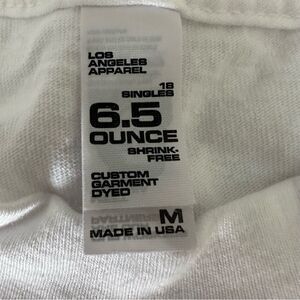 LOS
ANGELES
APPAREL
18
SINGLES
6.5
OUNCE
SHRINK-
FREE
CUSTOM
GARMENT
DYED
M
MADE IN USA